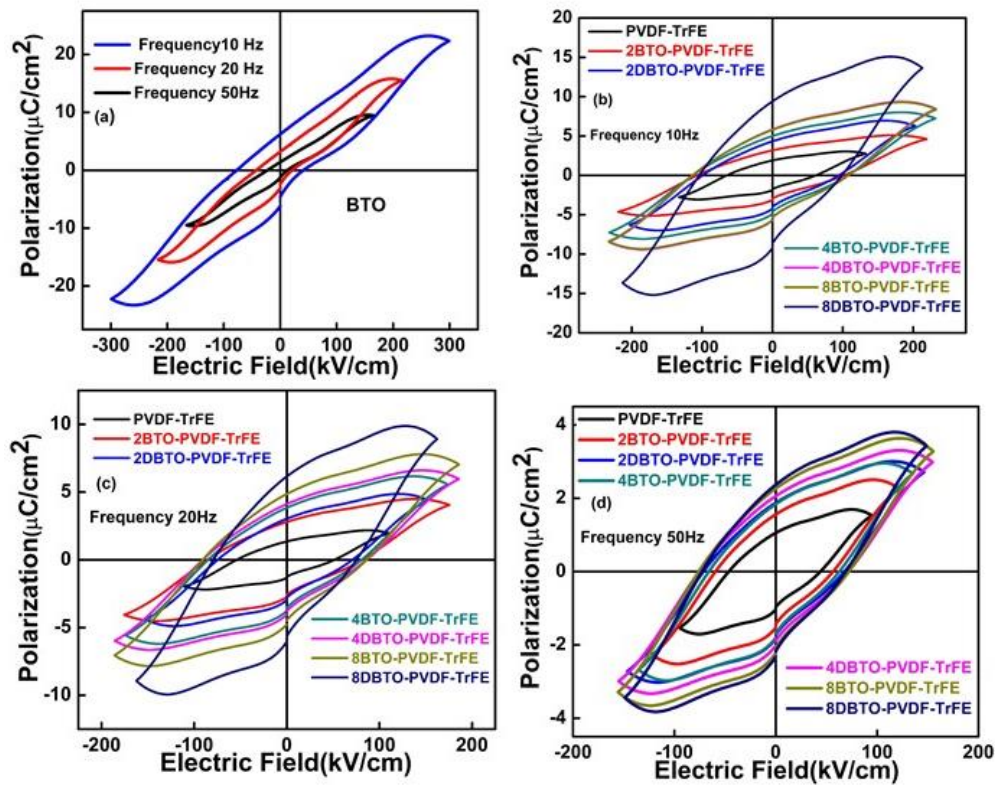 (a)
Frequency10 Hz
Frequency 20 Hz
Frequency 50Hz
BTO
Polarization(μC/cm²)
20
10
0
-10
-20
-300 -200 -100 0 100 200 300
Electric Field(kV/cm)
(b)
PVDF-TrFE
2BTO-PVDF-TrFE
2DBTO-PVDF-TrFE
Frequency 10Hz
4BTO-PVDF-TrFE
4DBTO-PVDF-TrFE
8BTO-PVDF-TrFE
8DBTO-PVDF-TrFE
Polarization(μC/cm²)
20
15
10
5
0
-5
-10
-15
-20
-200 -100 0 100 200
Electric Field(kV/cm)
(c)
PVDF-TrFE
2BTO-PVDF-TrFE
2DBTO-PVDF-TrFE
Frequency 20Hz
4BTO-PVDF-TrFE
4DBTO-PVDF-TrFE
8BTO-PVDF-TrFE
8DBTO-PVDF-TrFE
Polarization(μC/cm²)
10
5
0
-5
-10
-200 -100 0 100 200
Electric Field(kV/cm)
(d)
PVDF-TrFE
2BTO-PVDF-TrFE
2DBTO-PVDF-TrFE
4BTO-PVDF-TrFE
Frequency 50Hz
4DBTO-PVDF-TrFE
8BTO-PVDF-TrFE
8DBTO-PVDF-TrFE
Polarization(μC/cm²)
4
2
0
-2
-4
-200 -100 0 100 200
Electric Field(kV/cm)